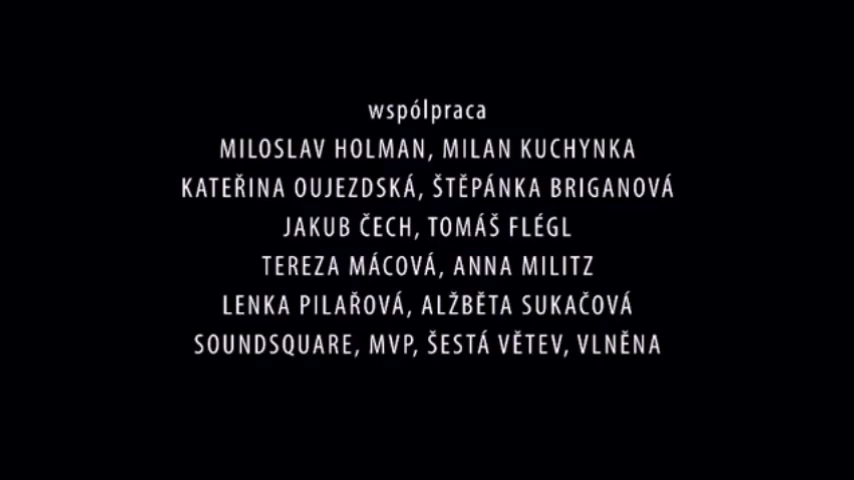 wspólpraca
MILOSLAV HOLMAN, MILAN KUCHYNKA
KATEŘINA OUJEZDSKÁ, ŠTĚPÁNKA BRIGANOVÁ
JAKUB ČECH, TOMÁŠ FLÉGL
TEREZA MÁCOVÁ, ANNA MILITZ
LENKA PILAŘOVÁ, ALŽBĚTA SUKAČOVÁ
SOUNDSQUARE, MVP, ŠESTÁ VĚTEV, VLNĚNA